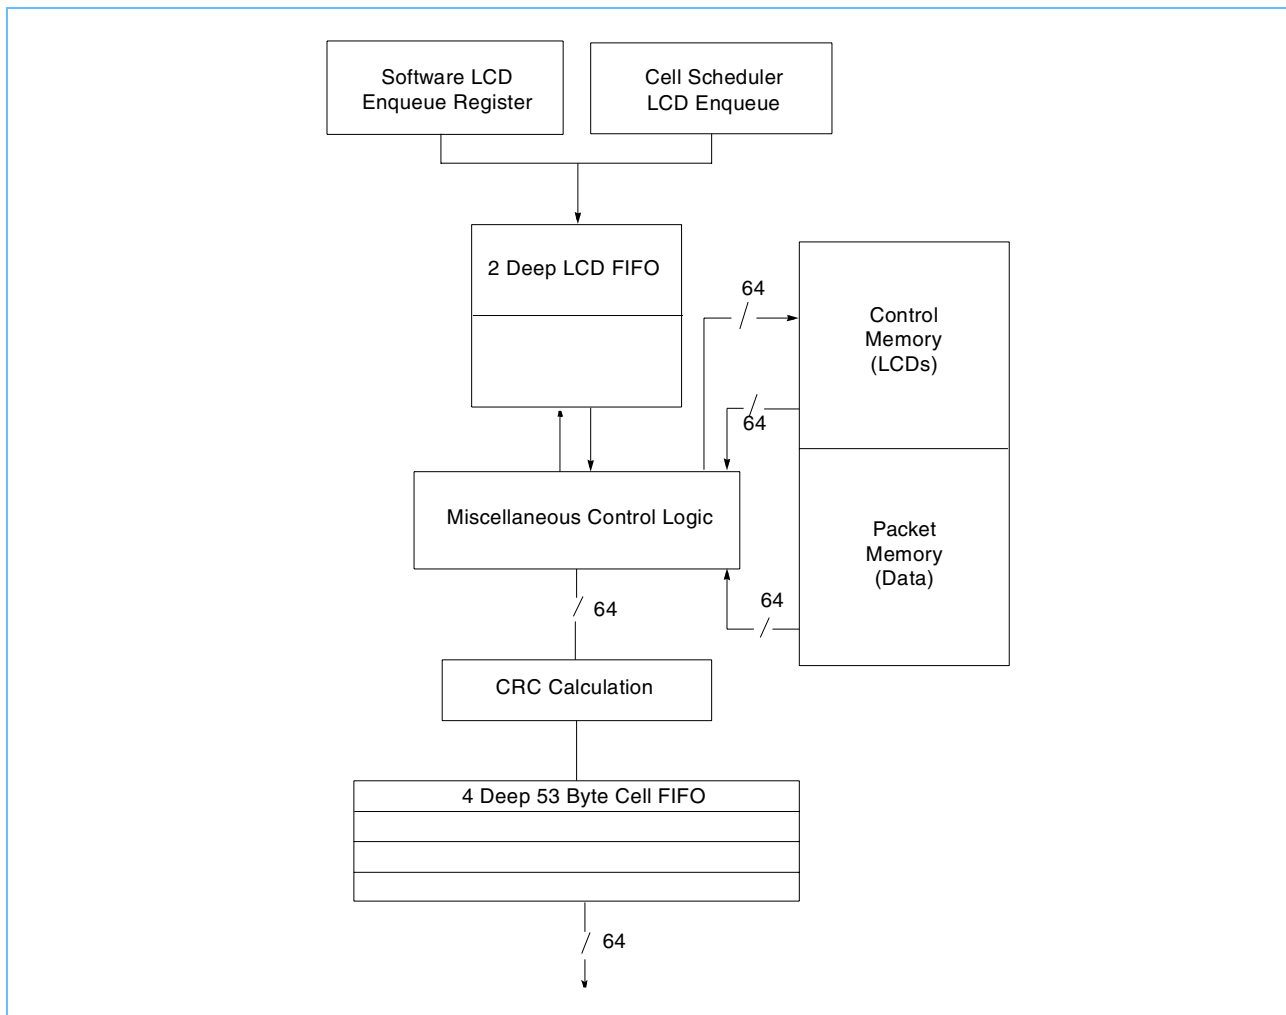 Software LCD
Enqueue Register
Cell Scheduler
LCD Enqueue
2 Deep LCD FIFO
64
Control
Memory
(LCDs)
64
Miscellaneous Control Logic
Packet
Memory
(Data)
64
64
CRC Calculation
4 Deep 53 Byte Cell FIFO
64